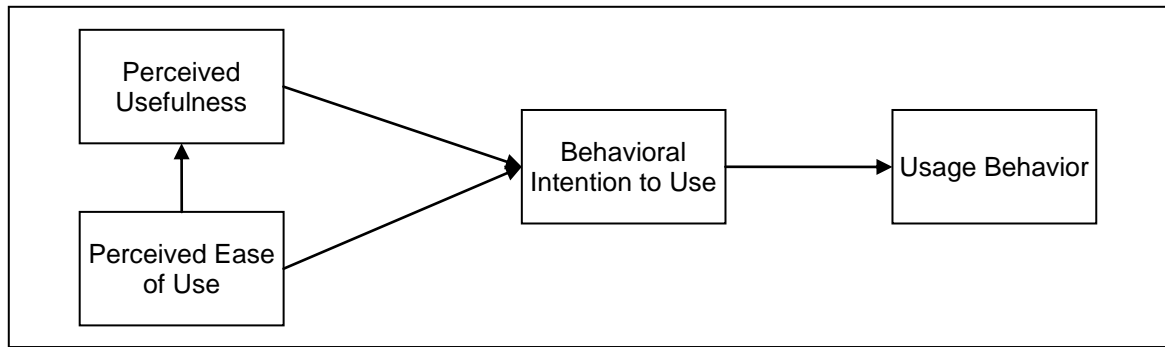 Perceived
Usefulness
Perceived Ease
of Use
Behavioral
Intention to Use
Usage Behavior